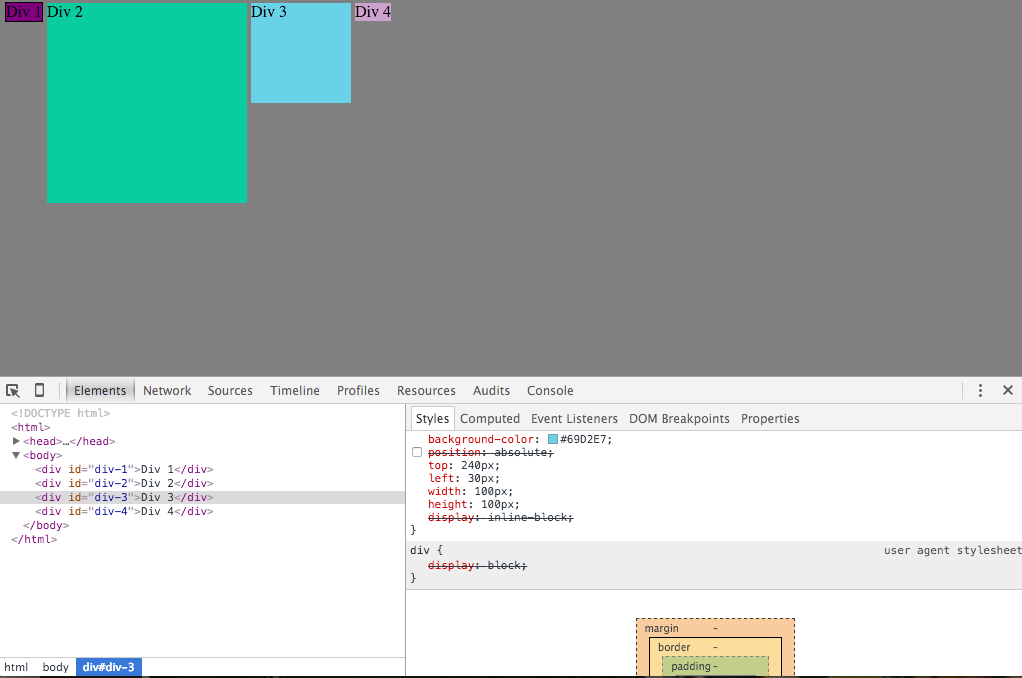 Div 1 Div 2 Div 3 Div 4
Elements Network Sources Timeline Profiles Resources Audits Console
<!DOCTYPE html>
<html>
<head>…</head>
<body>
<div id="div-1">Div 1</div>
<div id="div-2">Div 2</div>
<div id="div-3">Div 3</div>
<div id="div-4">Div 4</div>
</body>
</html>
html body div#div-3
Styles Computed Event Listeners DOM Breakpoints Properties
background-color: #69D2E7;
position: absolute;
top: 240px;
left: 30px;
width: 100px;
height: 100px;
display: inline-block;
}
div { user agent stylesheet
display: block;
}
margin -
border -
padding -